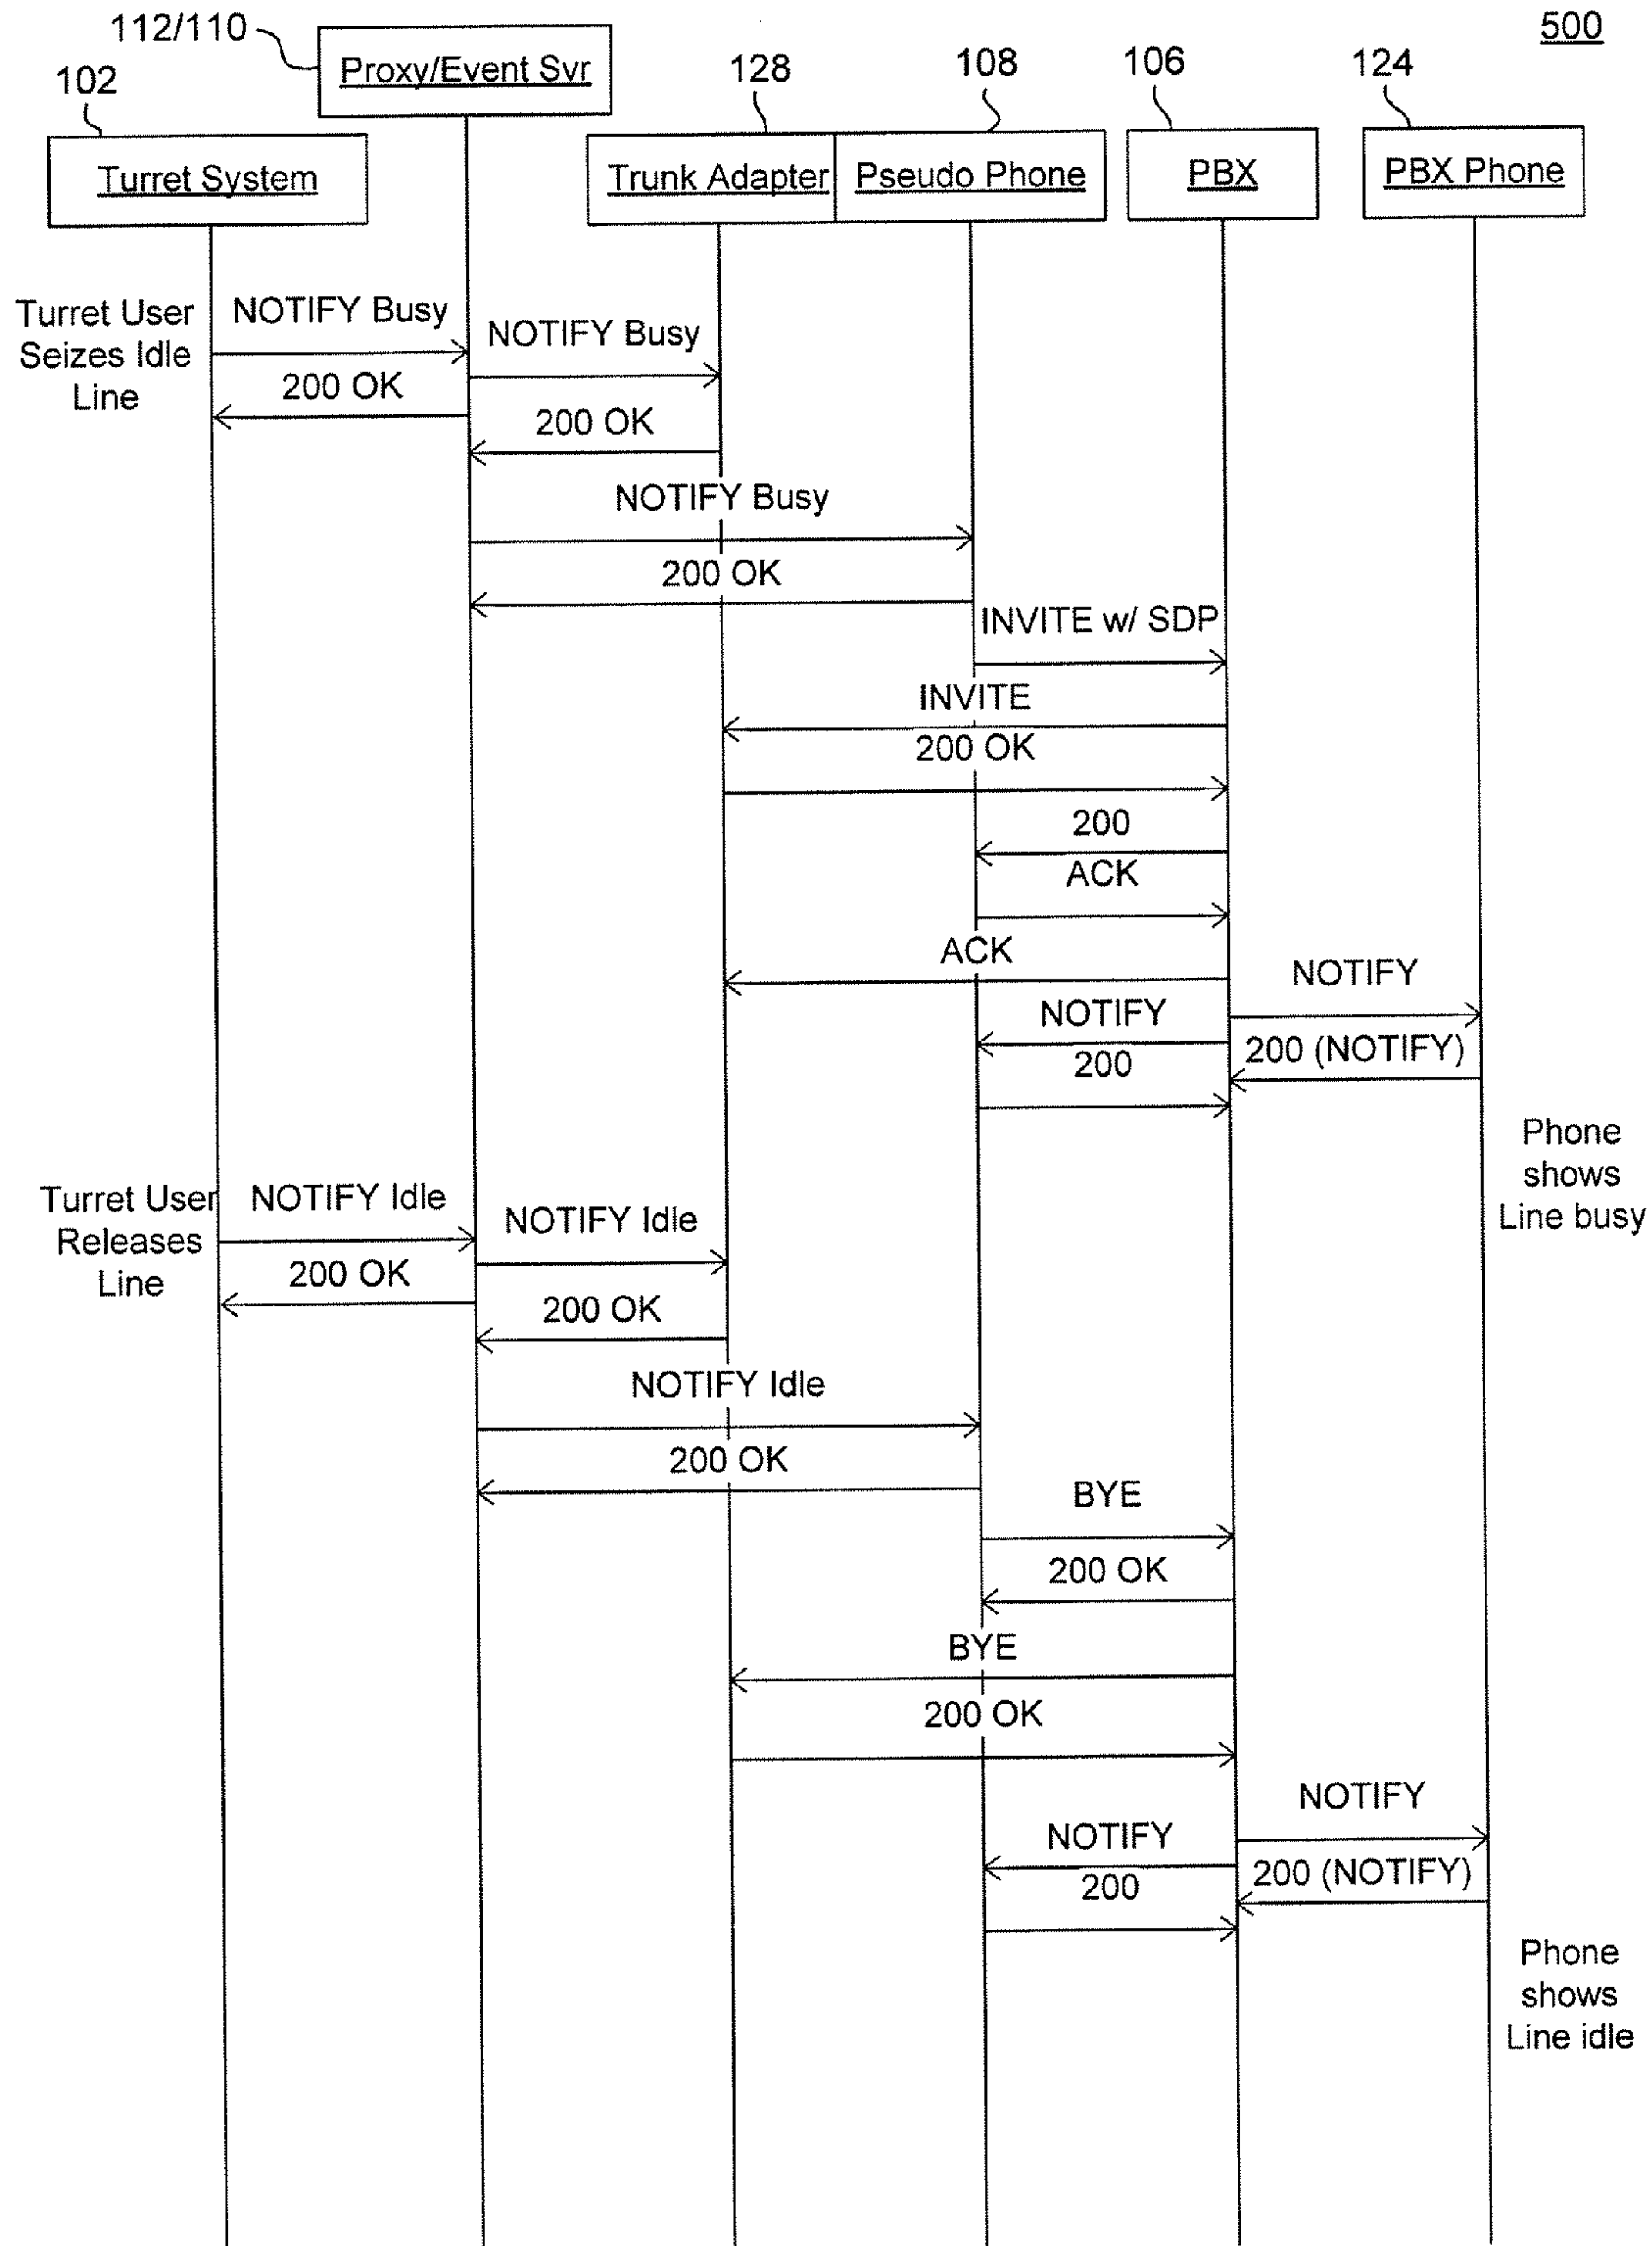 500
112/110
Proxy/Event Svr
102
128
108
106
124
Turret System
Trunk Adapter
Pseudo Phone
PBX
PBX Phone
Turret User
Seizes Idle
Line
NOTIFY Busy
NOTIFY Busy
200 OK
200 OK
NOTIFY Busy
200 OK
INVITE w/ SDP
INVITE
200 OK
200
ACK
ACK
NOTIFY
NOTIFY
200 (NOTIFY)
200
Phone
shows
Line busy
Turret User
Releases
Line
NOTIFY Idle
NOTIFY Idle
200 OK
200 OK
NOTIFY Idle
200 OK
BYE
200 OK
BYE
200 OK
NOTIFY
NOTIFY
200 (NOTIFY)
200
Phone
shows
Line idle